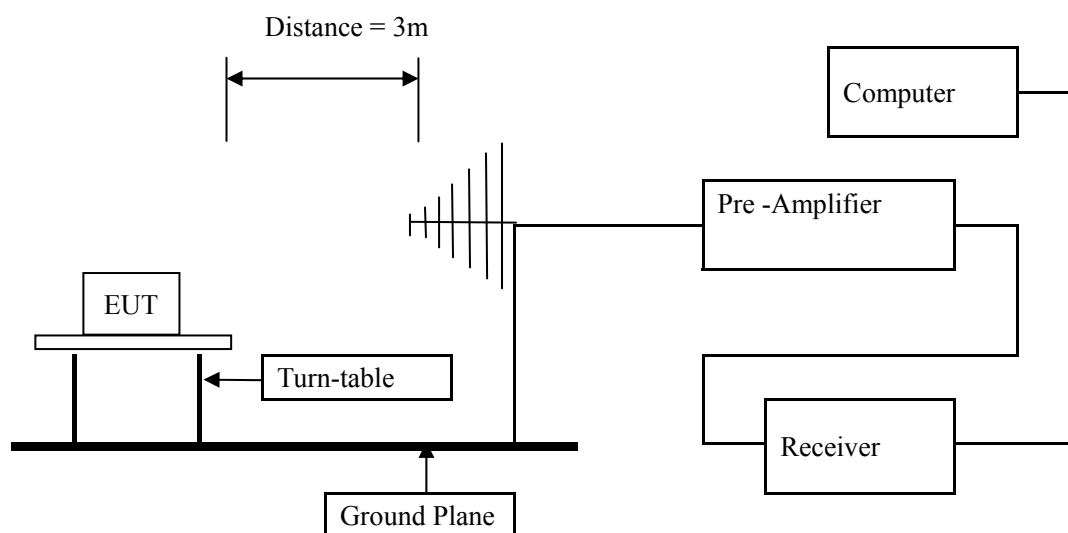 Distance = 3m
Computer
Pre -Amplifier
EUT
Turn-table
Receiver
Ground Plane